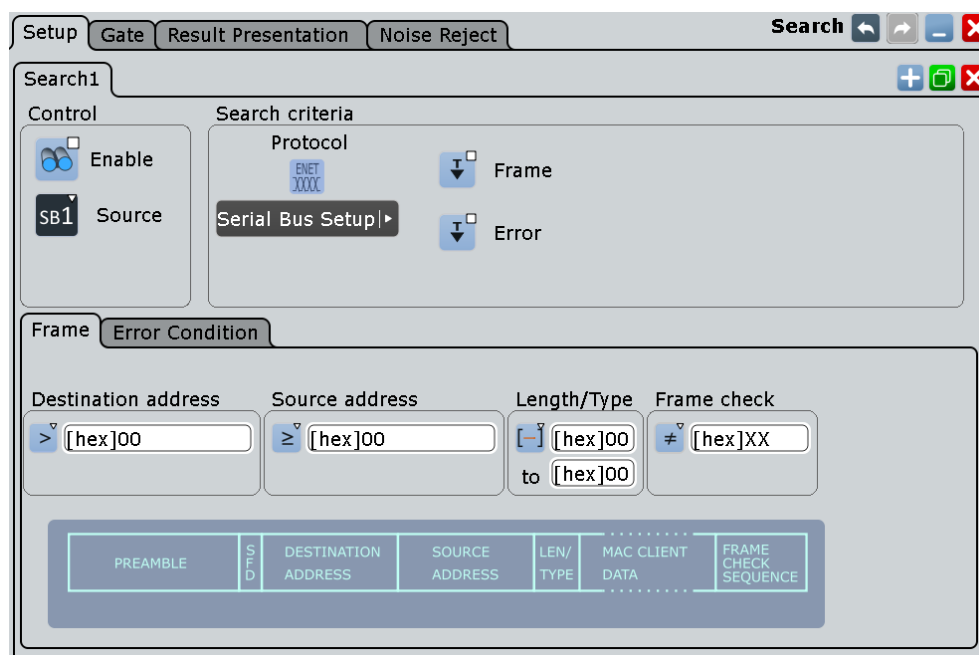 Setup Gate Result Presentation Noise Reject Search
Search1
Control Search criteria
Protocol
Enable ENET Frame
SB1 Source Serial Bus Setup
Error
Frame Error Condition
Destination address Source address Length/Type Frame check
> [hex]00 ≥ [hex]00 [–] [hex]00 ≠ [hex]XX
to [hex]00
PREAMBLE SFD DESTINATION ADDRESS SOURCE ADDRESS LEN/ TYPE MAC CLIENT DATA FRAME CHECK SEQUENCE